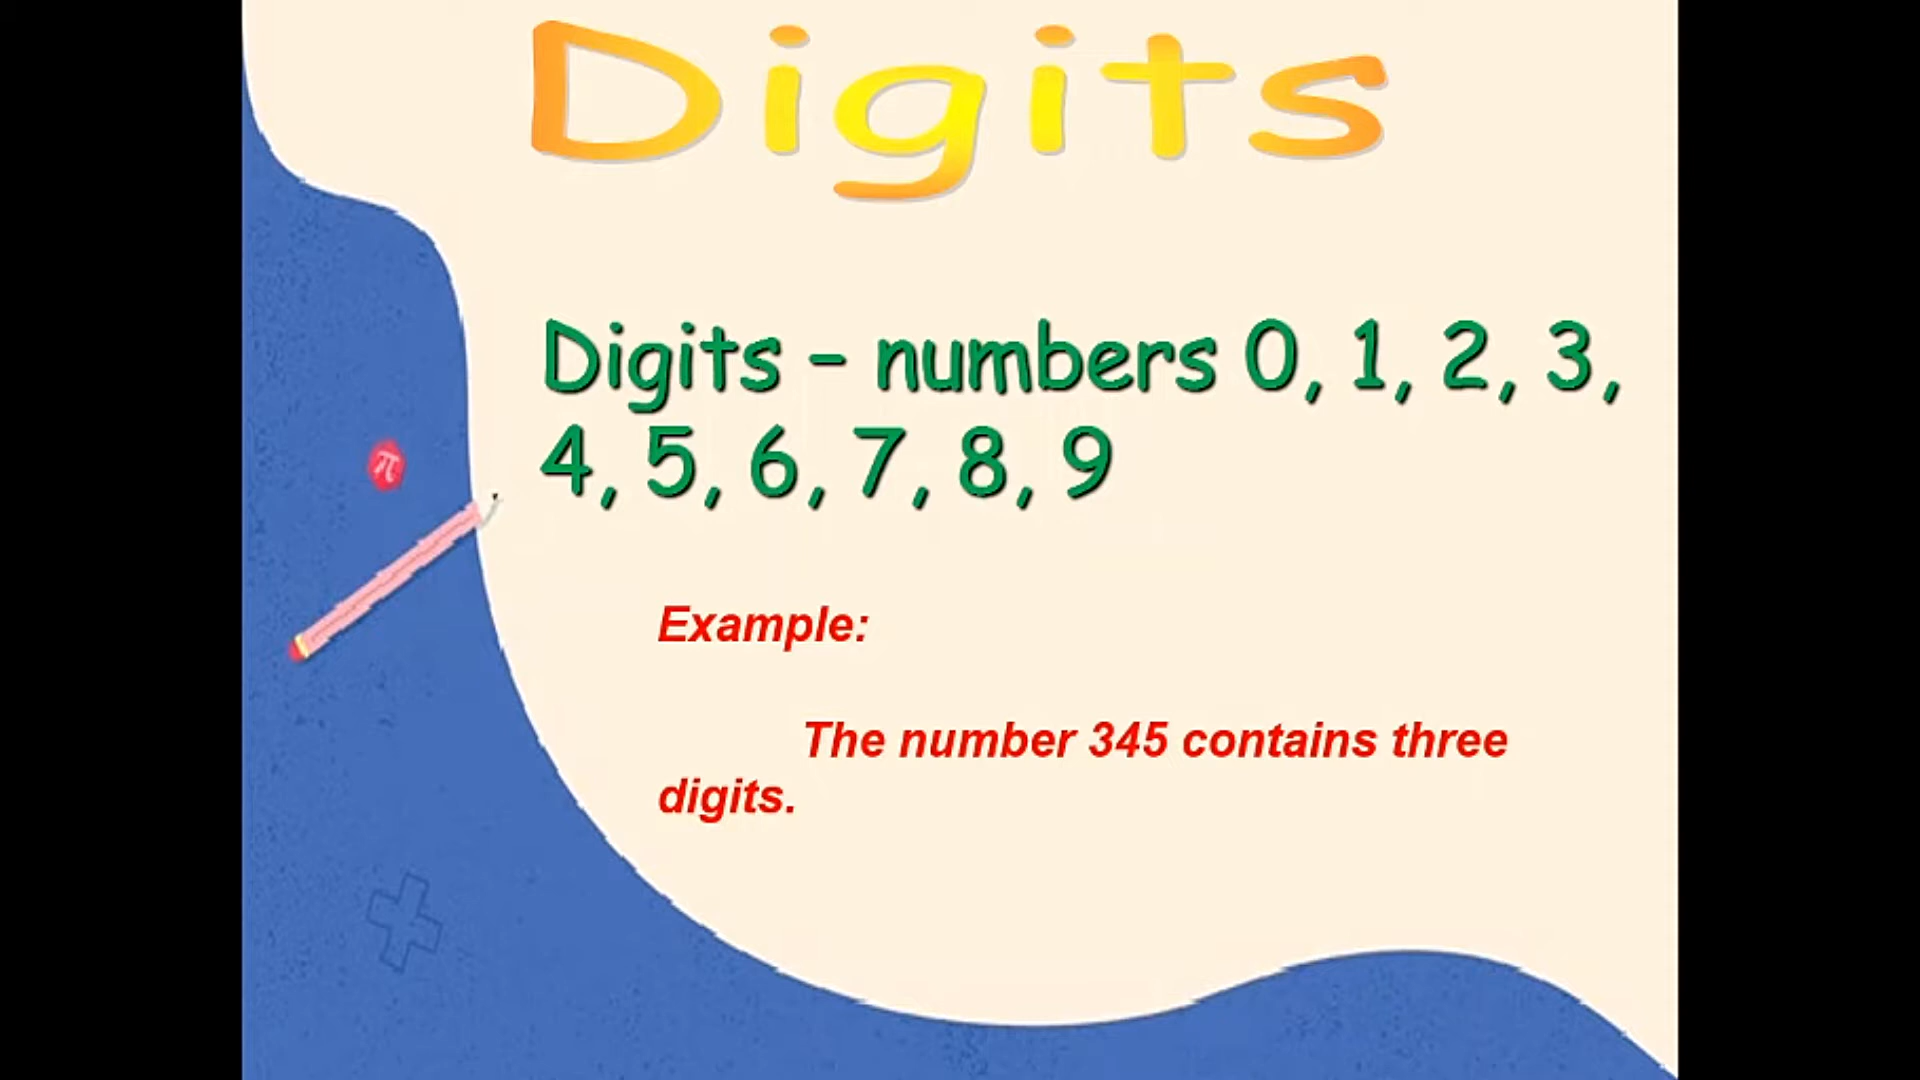 Digits
Digits – numbers 0, 1, 2, 3,
4, 5, 6, 7, 8, 9
π
Example:
The number 345 contains three
digits.